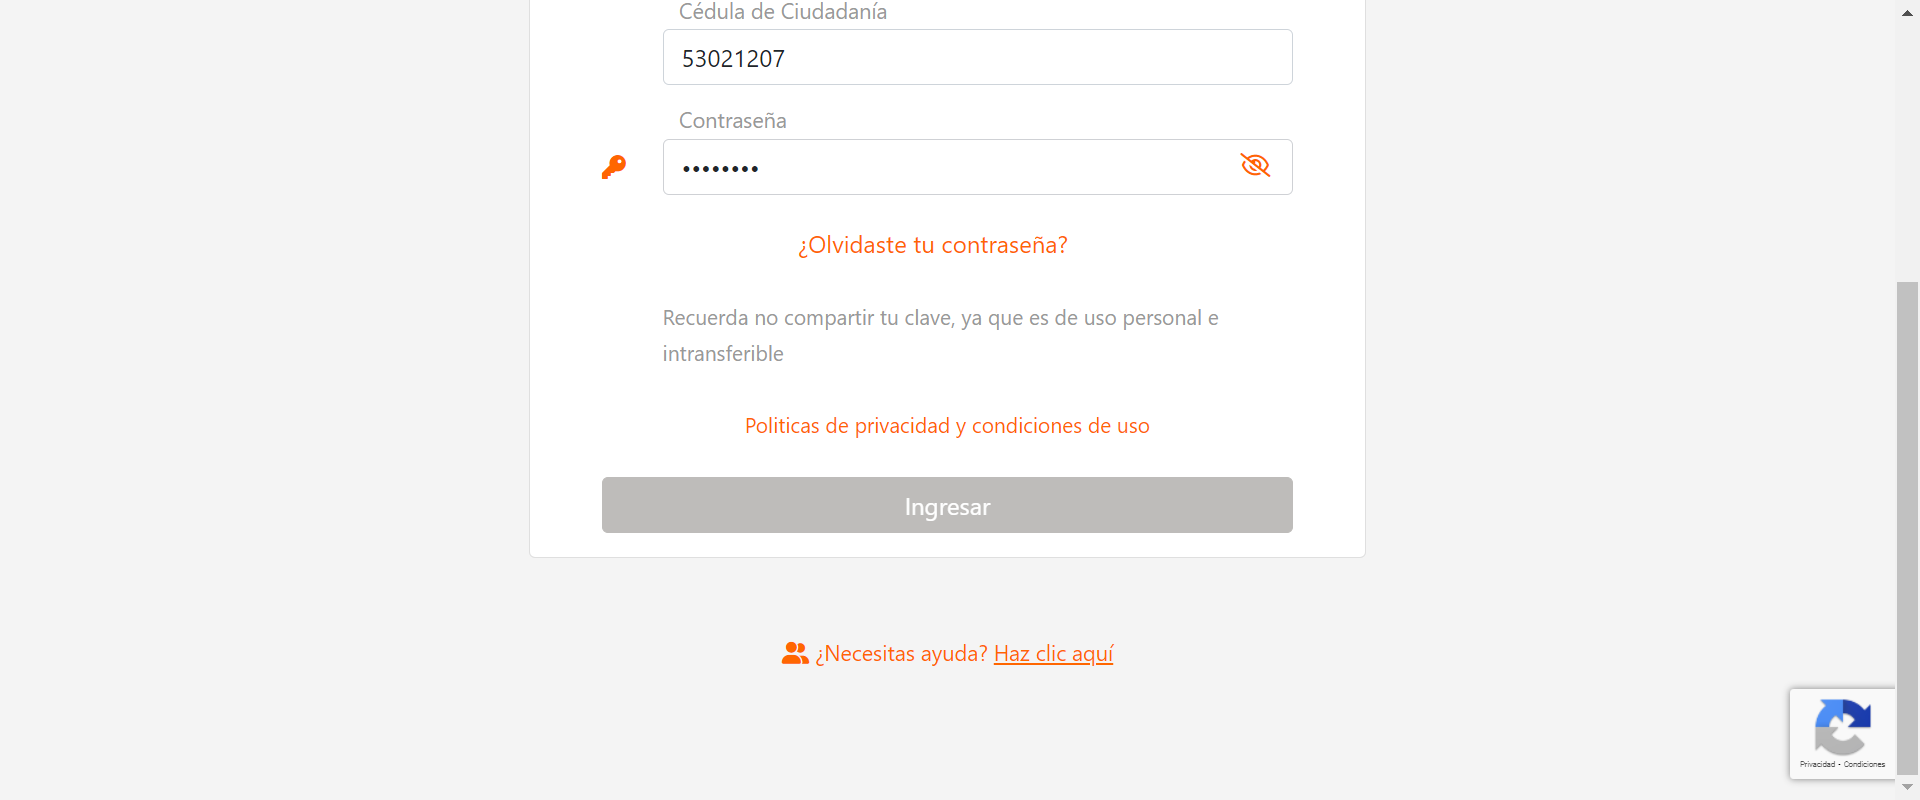 Cédula de Ciudadanía
53021207
Contraseña
••••••••
¿Olvidaste tu contraseña?
Recuerda no compartir tu clave, ya que es de uso personal e
intransferible
Politicas de privacidad y condiciones de uso
Ingresar
¿Necesitas ayuda? Haz clic aquí
Privacidad - Condiciones